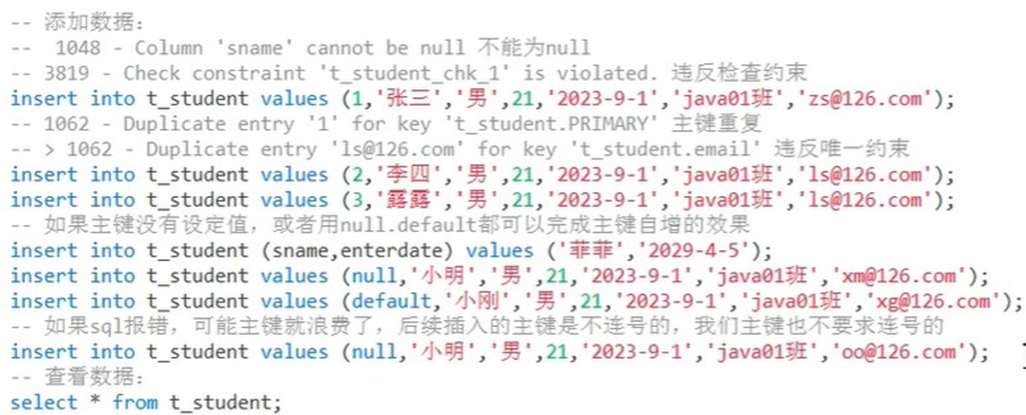 -- 添加数据：
--  1048 - Column 'sname' cannot be null 不能为null
-- 3819 - Check constraint 't_student_chk_1' is violated. 违反检查约束
insert into t_student values (1,'张三','男',21,'2023-9-1','java01班','zs@126.com');
-- 1062 - Duplicate entry '1' for key 't_student.PRIMARY' 主键重复
-- > 1062 - Duplicate entry 'ls@126.com' for key 't_student.email' 违反唯一约束
insert into t_student values (2,'李四','男',21,'2023-9-1','java01班','ls@126.com');
insert into t_student values (3,'露露','男',21,'2023-9-1','java01班','ls@126.com');
-- 如果主键没有设定值，或者用null.default都可以完成主键自增的效果
insert into t_student (sname,enterdate) values ('菲菲','2029-4-5');
insert into t_student values (null,'小明','男',21,'2023-9-1','java01班','xm@126.com');
insert into t_student values (default,'小刚','男',21,'2023-9-1','java01班','xg@126.com');
-- 如果sql报错，可能主键就浪费了，后续插入的主键是不连号的，我们主键也不要求连号的
insert into t_student values (null,'小明','男',21,'2023-9-1','java01班','oo@126.com');
-- 查看数据：
select * from t_student;